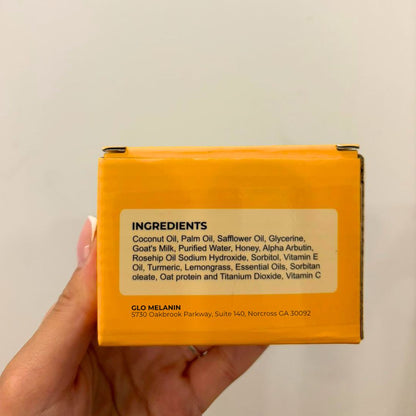 INGREDIENTS
Coconut Oil, Palm Oil, Safflower Oil, Glycerine,
Goat's Milk, Purified Water, Honey, Alpha Arbutin,
Rosehip Oil Sodium Hydroxide, Sorbitol, Vitamin E
Oil, Turmeric, Lemongrass, Essential Oils, Sorbitan
oleate, Oat protein and Titanium Dioxide, Vitamin C
GLO MELANIN
5730 Oakbrook Parkway, Suite 140, Norcross GA 30092